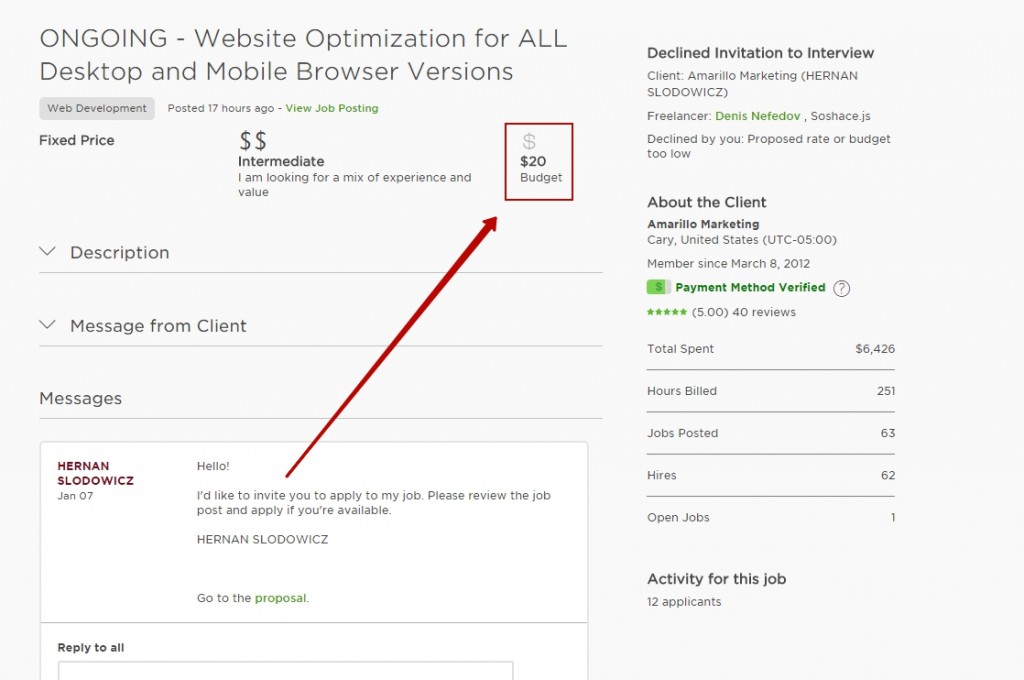 ONGOING - Website Optimization for ALL
Desktop and Mobile Browser Versions
Web Development
Posted 17 hours ago - View Job Posting
Fixed Price
$$
Intermediate
I am looking for a mix of experience and
value
$
$20
Budget
Description
Message from Client
Messages
HERNAN
SLODOWICZ
Jan 07
Hello!
I'd like to invite you to apply to my job. Please review the job
post and apply if you're available.
HERNAN SLODOWICZ
Go to the proposal.
Reply to all
Declined Invitation to Interview
Client: Amarillo Marketing (HERNAN
SLODOWICZ)
Freelancer: Denis Nefedov , Soshace.js
Declined by you: Proposed rate or budget
too low
About the Client
Amarillo Marketing
Cary, United States (UTC-05:00)
Member since March 8, 2012
$ Payment Method Verified ?
★★★★★ (5.00) 40 reviews
Total Spent $6,426
Hours Billed 251
Jobs Posted 63
Hires 62
Open Jobs 1
Activity for this job
12 applicants